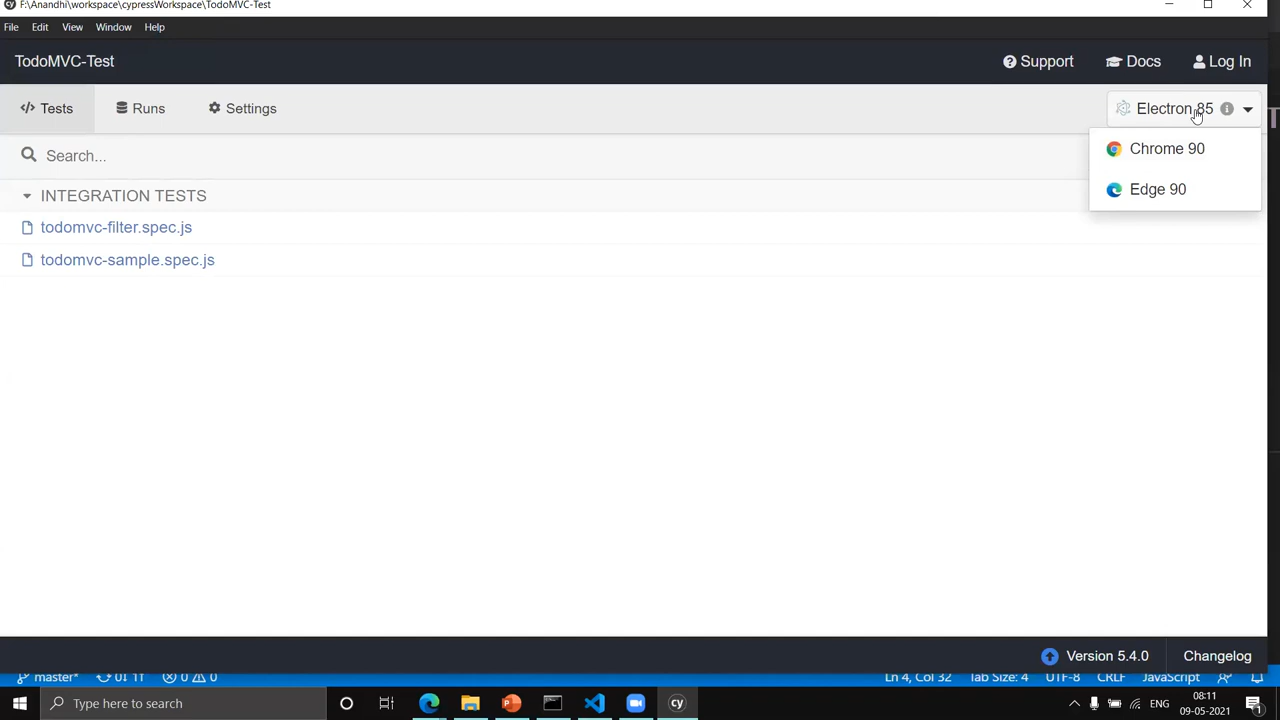 F:\Anandhi\workspace\cypressWorkspace\TodoMVC-Test
File Edit View Window Help
TodoMVC-Test Support Docs Log In
</> Tests Runs Settings Electron 85
Search... Chrome 90
Edge 90
INTEGRATION TESTS
todomvc-filter.spec.js
todomvc-sample.spec.js
Version 5.4.0 Changelog
master* 0↓ 1↑ 0 0 Ln 4, Col 32 Tab Size: 4 UTF-8 CRLF JavaScript
Type here to search cy ENG 08:11
09-05-2021 1